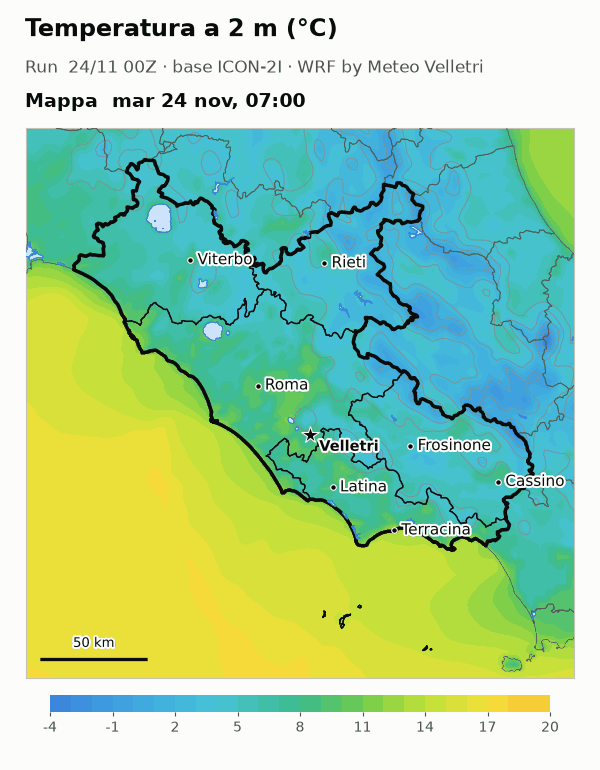 Temperatura a 2 m (°C)
Run 24/11 00Z · base ICON-2I · WRF by Meteo Velletri
Mappa mar 24 nov, 07:00
Viterbo
Rieti
Roma
Velletri
Frosinone
Latina
Cassino
Terracina
50 km
-4 -1 2 5 8 11 14 17 20